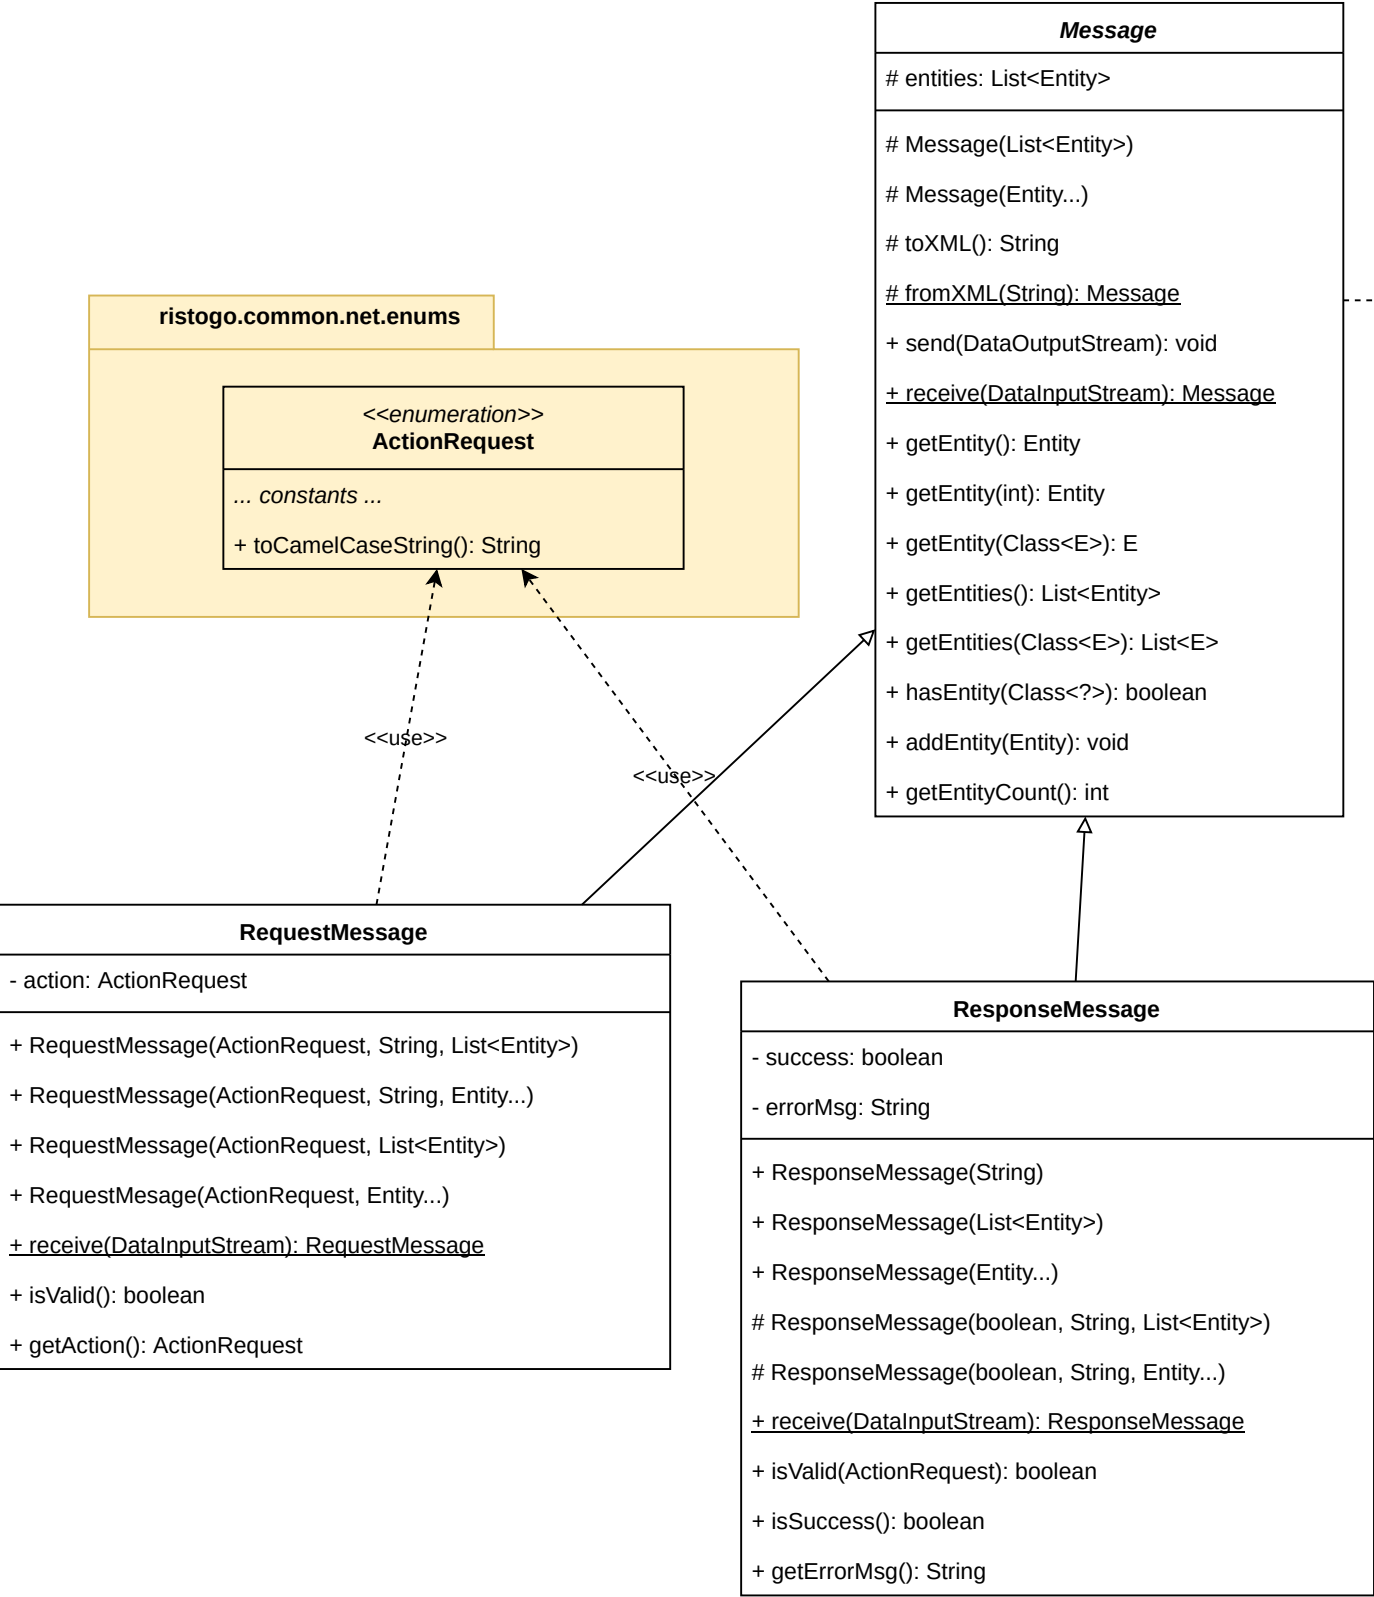 Message
# entities: List<Entity>
# Message(List<Entity>)
# Message(Entity...)
# toXML(): String
# fromXML(String): Message
+ send(DataOutputStream): void
+ receive(DataInputStream): Message
+ getEntity(): Entity
+ getEntity(int): Entity
+ getEntity(Class<E>): E
+ getEntities(): List<Entity>
+ getEntities(Class<E>): List<E>
+ hasEntity(Class<?>): boolean
+ addEntity(Entity): void
+ getEntityCount(): int
ristogo.common.net.enums
<<enumeration>>
ActionRequest
... constants ...
+ toCamelCaseString(): String
<<use>>
<<use>>
RequestMessage
- action: ActionRequest
+ RequestMessage(ActionRequest, String, List<Entity>)
+ RequestMessage(ActionRequest, String, Entity...)
+ RequestMessage(ActionRequest, List<Entity>)
+ RequestMesage(ActionRequest, Entity...)
+ receive(DataInputStream): RequestMessage
+ isValid(): boolean
+ getAction(): ActionRequest
ResponseMessage
- success: boolean
- errorMsg: String
+ ResponseMessage(String)
+ ResponseMessage(List<Entity>)
+ ResponseMessage(Entity...)
# ResponseMessage(boolean, String, List<Entity>)
# ResponseMessage(boolean, String, Entity...)
+ receive(DataInputStream): ResponseMessage
+ isValid(ActionRequest): boolean
+ isSuccess(): boolean
+ getErrorMsg(): String